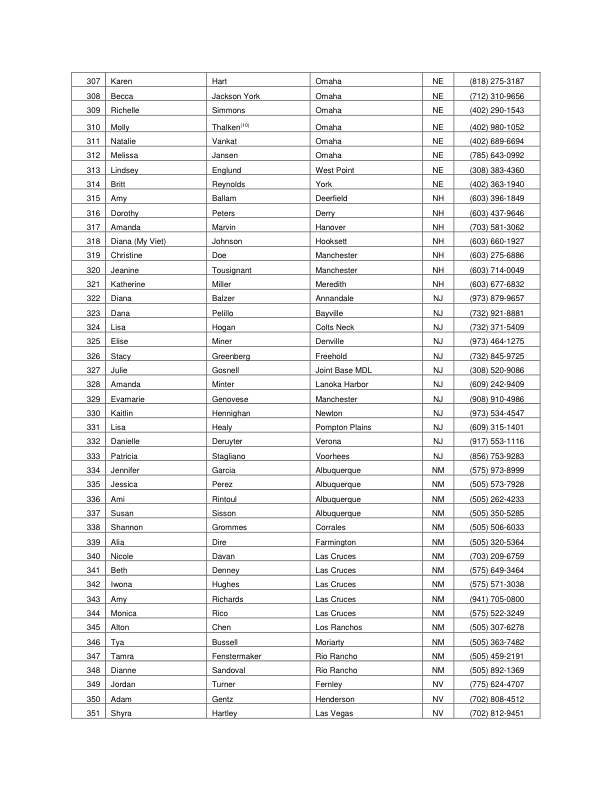 307 Karen Hart Omaha NE (818) 275-3187
308 Becca Jackson York Omaha NE (712) 310-9656
309 Richelle Simmons Omaha NE (402) 290-1543
310 Molly Thalken(10) Omaha NE (402) 980-1052
311 Natalie Vankat Omaha NE (402) 689-6694
312 Melissa Jansen Omaha NE (785) 643-0992
313 Lindsey Englund West Point NE (308) 383-4360
314 Britt Reynolds York NE (402) 363-1940
315 Amy Ballam Deerfield NH (603) 396-1849
316 Dorothy Peters Derry NH (603) 437-9646
317 Amanda Marvin Hanover NH (703) 581-3062
318 Diana (My Viet) Johnson Hooksett NH (603) 660-1927
319 Christine Doe Manchester NH (603) 275-6886
320 Jeanine Tousignant Manchester NH (603) 714-0049
321 Katherine Miller Meredith NH (603) 677-6832
322 Diana Balzer Annandale NJ (973) 879-9657
323 Dana Pelillo Bayville NJ (732) 921-8881
324 Lisa Hogan Colts Neck NJ (732) 371-5409
325 Elise Miner Denville NJ (973) 464-1275
326 Stacy Greenberg Freehold NJ (732) 845-9725
327 Julie Gosnell Joint Base MDL NJ (308) 520-9086
328 Amanda Minter Lanoka Harbor NJ (609) 242-9409
329 Evamarie Genovese Manchester NJ (908) 910-4986
330 Kaitlin Hennighan Newton NJ (973) 534-4547
331 Lisa Healy Pompton Plains NJ (609) 315-1401
332 Danielle Deruyter Verona NJ (917) 553-1116
333 Patricia Stagliano Voorhees NJ (856) 753-9283
334 Jennifer Garcia Albuquerque NM (575) 973-8999
335 Jessica Perez Albuquerque NM (505) 573-7928
336 Ami Rintoul Albuquerque NM (505) 262-4233
337 Susan Sisson Albuquerque NM (505) 350-5285
338 Shannon Grommes Corrales NM (505) 506-6033
339 Alia Dire Farmington NM (505) 320-5364
340 Nicole Davan Las Cruces NM (703) 209-6759
341 Beth Denney Las Cruces NM (575) 649-3464
342 Iwona Hughes Las Cruces NM (575) 571-3038
343 Amy Richards Las Cruces NM (941) 705-0800
344 Monica Rico Las Cruces NM (575) 522-3249
345 Alton Chen Los Ranchos NM (505) 307-6278
346 Tya Bussell Moriarty NM (505) 363-7482
347 Tamra Fenstermaker Rio Rancho NM (505) 459-2191
348 Dianne Sandoval Rio Rancho NM (505) 892-1369
349 Jordan Turner Fernley NV (775) 624-4707
350 Adam Gentz Henderson NV (702) 808-4512
351 Shyra Hartley Las Vegas NV (702) 812-9451